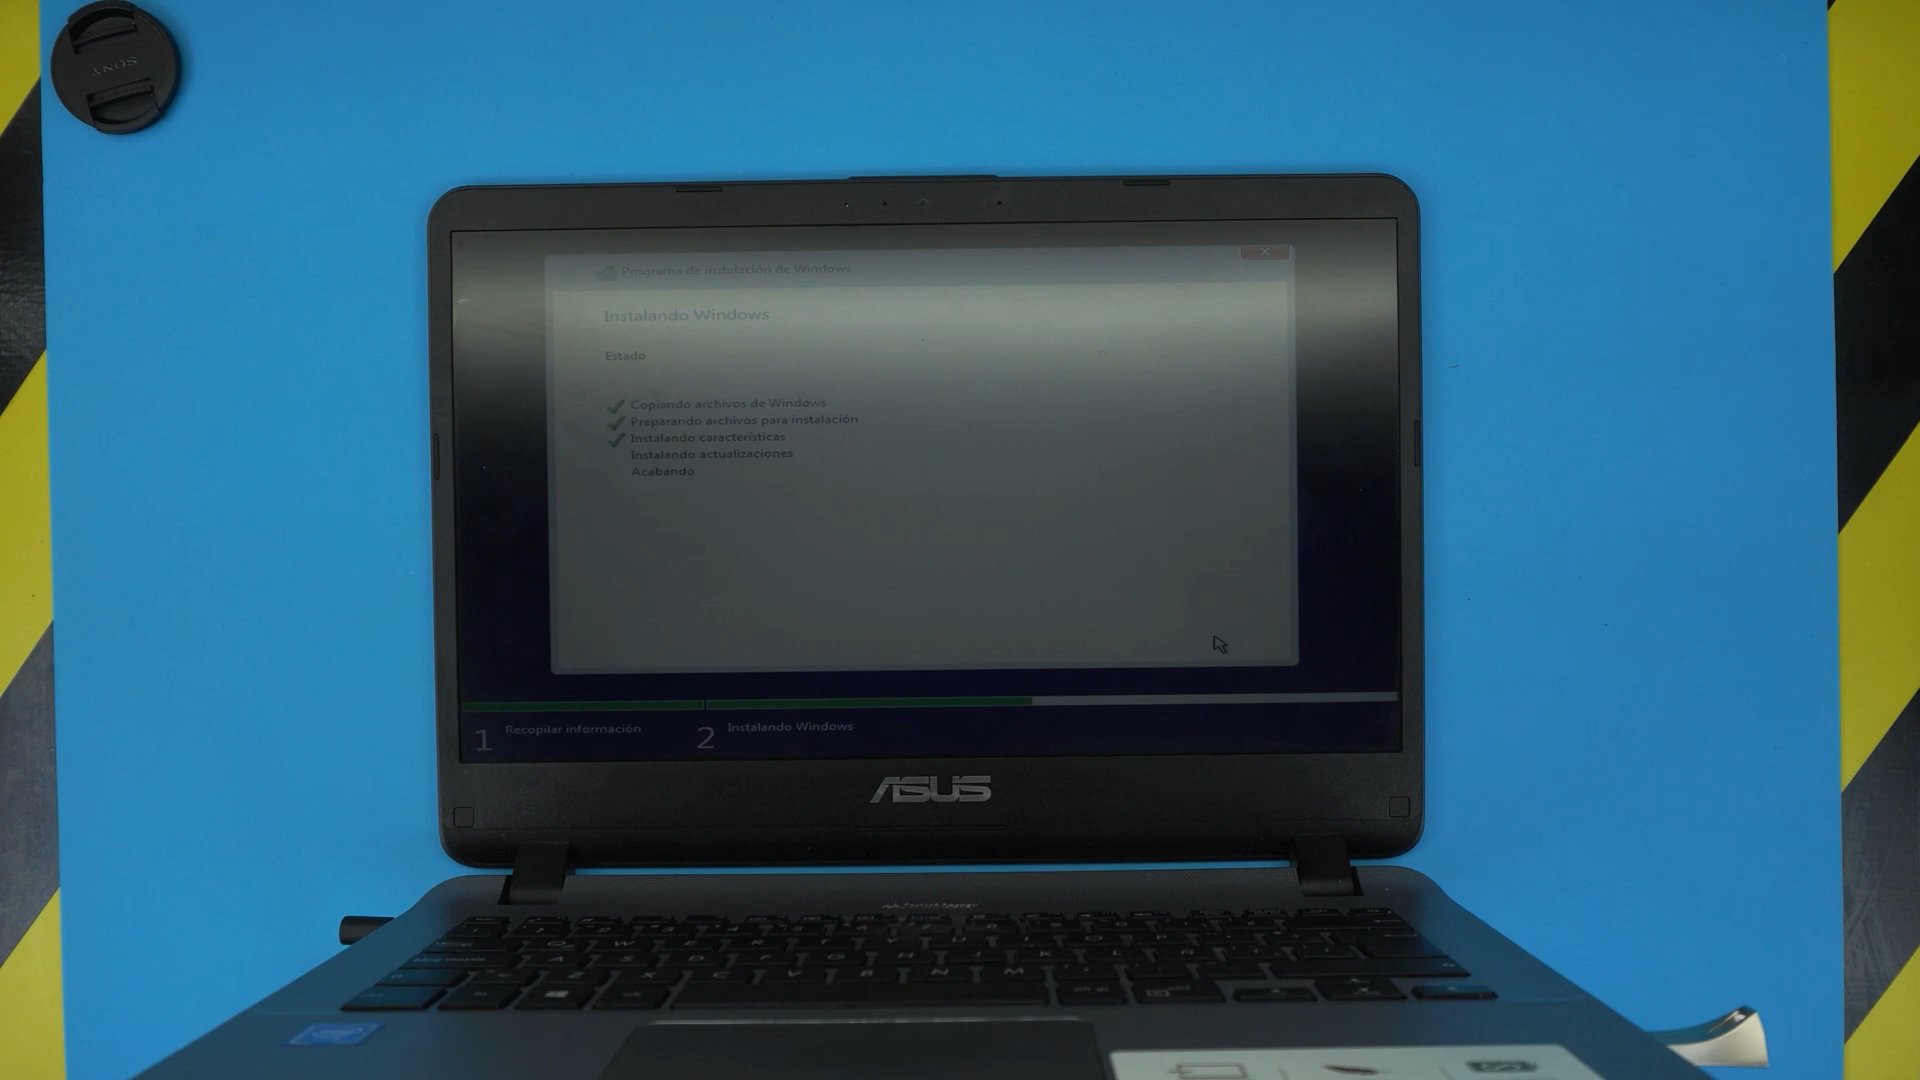 SONY
Programa de instalación de Windows
Instalando Windows
Estado
Copiando archivos de Windows
Preparando archivos para instalación
Instalando características
Instalando actualizaciones
Acabando
1 Recopilar información
2 Instalando Windows
ASUS
Q W E R T Y U I O P
A S D F G H J K L Ñ
Z X C V B N M